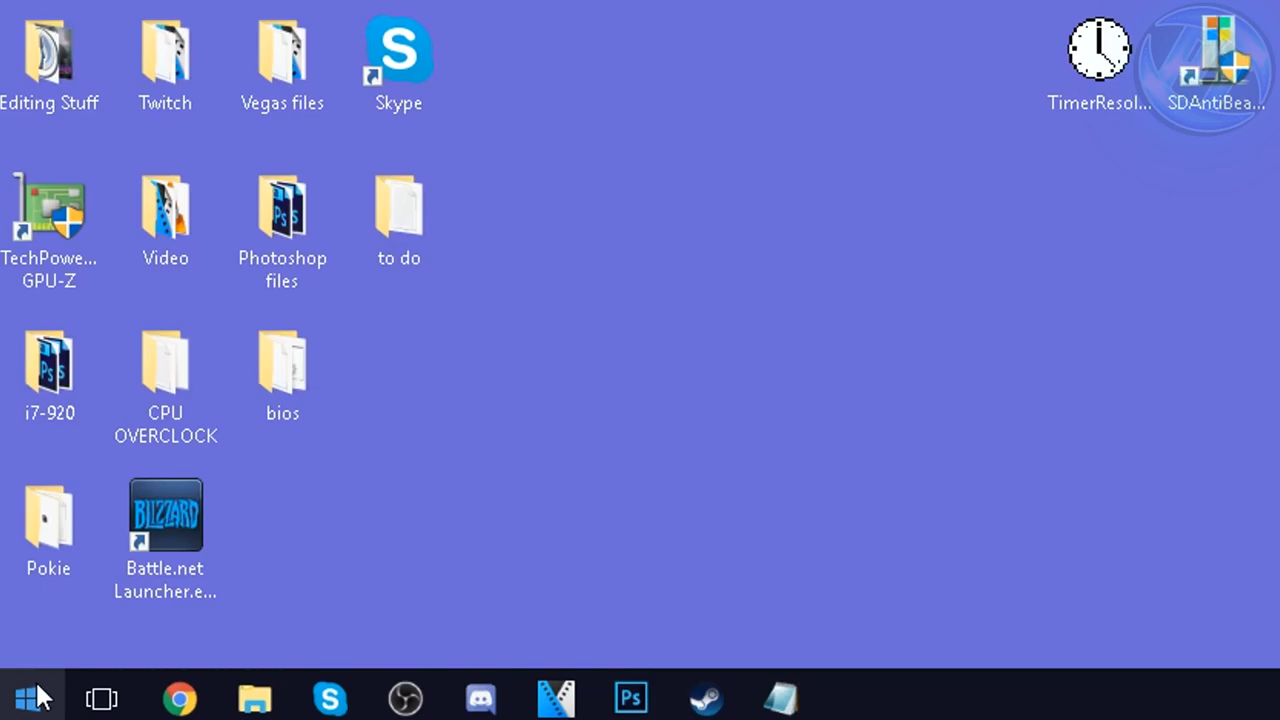 Editing Stuff
Twitch
Vegas files
Skype
TimerResol...
SDAntiBea...
TechPowe...
GPU-Z
Video
Photoshop
files
to do
i7-920
CPU
OVERCLOCK
bios
Pokie
BLIZZARD
Battle.net
Launcher.e...
Ps